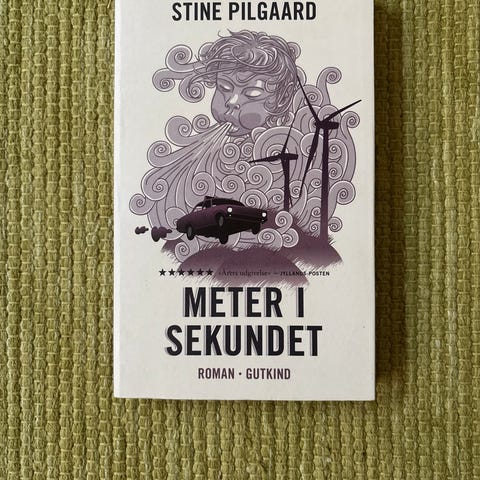 STINE PILGAARD
★★★★★★ »Årets udgivelse« – JYLLANDS-POSTEN
METER I
SEKUNDET
ROMAN · GUTKIND